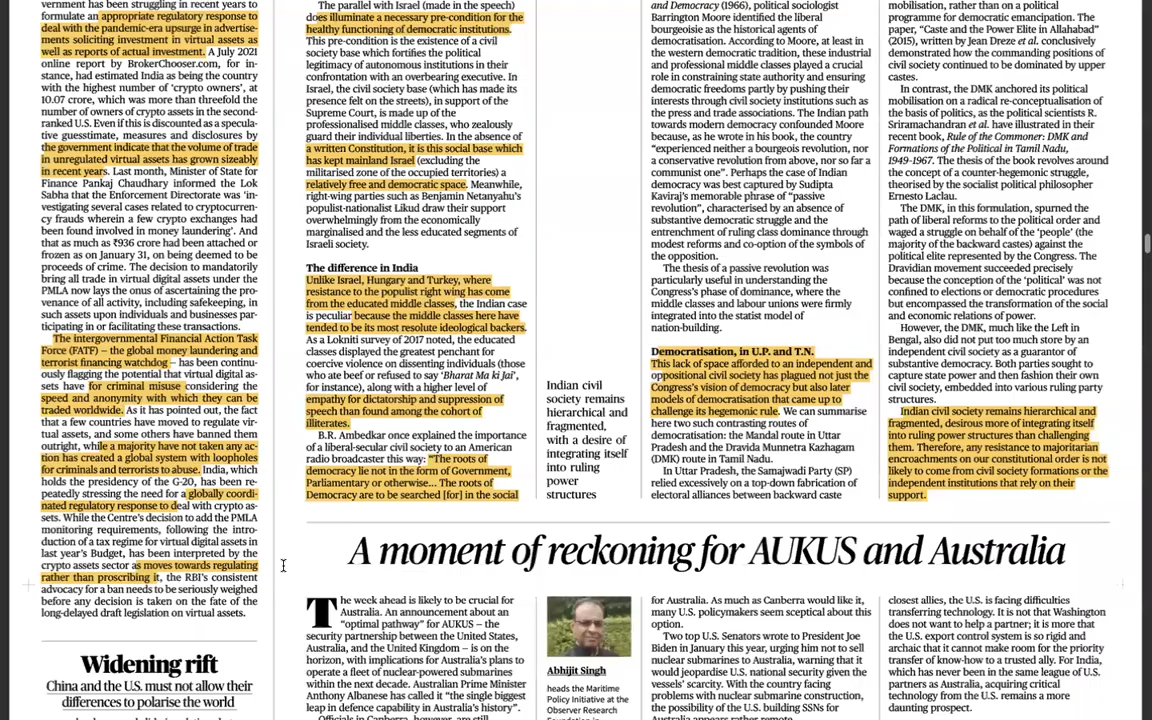 vernment has been struggling in recent years to
formulate an appropriate regulatory response to
deal with the pandemic-era upsurge in advertise-
ments soliciting investment in virtual assets as
well as reports of actual investment. A July 2021
online report by BrokerChooser.com, for in-
stance, had estimated India as being the country
with the highest number of ‘crypto owners’, at
10.07 crore, which was more than threefold the
number of owners of crypto assets in the second-
ranked U.S. Even if this is discounted as a specula-
tive guesstimate, measures and disclosures by
the government indicate that the volume of trade
in unregulated virtual assets has grown sizeably
in recent years. Last month, Minister of State for
Finance Pankaj Chaudhary informed the Lok
Sabha that the Enforcement Directorate was ‘in-
vestigating several cases related to cryptocurren-
cy frauds wherein a few crypto exchanges had
been found involved in money laundering’. And
that as much as ₹936 crore had been attached or
frozen as on January 31, on being deemed to be
proceeds of crime. The decision to mandatorily
bring all trade in virtual digital assets under the
PMLA now lays the onus of ascertaining the pro-
venance of all activity, including safekeeping, in
such assets upon individuals and businesses par-
ticipating in or facilitating these transactions.
The intergovernmental Financial Action Task
Force (FATF) – the global money laundering and
terrorist financing watchdog – has been continu-
ously flagging the potential that virtual digital as-
sets have for criminal misuse considering the
speed and anonymity with which they can be
traded worldwide. As it has pointed out, the fact
that a few countries have moved to regulate vir-
tual assets, and some others have banned them
outright, while a majority have not taken any ac-
tion has created a global system with loopholes
for criminals and terrorists to abuse. India, which
holds the presidency of the G-20, has been re-
peatedly stressing the need for a globally coordi-
nated regulatory response to deal with crypto as-
sets. While the Centre’s decision to add the PMLA
monitoring requirements, following the intro-
duction of a tax regime for virtual digital assets in
last year’s Budget, has been interpreted by the
crypto assets sector as moves towards regulating
rather than proscribing it, the RBI’s consistent
advocacy for a ban needs to be seriously weighed
before any decision is taken on the fate of the
long-delayed draft legislation on virtual assets.
Widening rift
China and the U.S. must not allow their
differences to polarise the world
The parallel with Israel (made in the speech)
does illuminate a necessary pre-condition for the
healthy functioning of democratic institutions.
This pre-condition is the existence of a civil
society base which fortifies the political
legitimacy of autonomous institutions in their
confrontation with an overbearing executive. In
Israel, the civil society base (which has made its
presence felt on the streets), in support of the
Supreme Court, is made up of the
professionalised middle classes, who zealously
guard their individual liberties. In the absence of
a written Constitution, it is this social base which
has kept mainland Israel (excluding the
militarised zone of the occupied territories) a
relatively free and democratic space. Meanwhile,
right-wing parties such as Benjamin Netanyahu’s
populist-nationalist Likud draw their support
overwhelmingly from the economically
marginalised and the less educated segments of
Israeli society.
The difference in India
Unlike Israel, Hungary and Turkey, where
resistance to the populist right wing has come
from the educated middle classes, the Indian case
is peculiar because the middle classes here have
tended to be its most resolute ideological backers.
As a Lokniti survey of 2017 noted, the educated
classes displayed the greatest penchant for
coercive violence on dissenting individuals (those
who ate beef or refused to say ‘Bharat Ma ki Jai’,
for instance), along with a higher level of
empathy for dictatorship and suppression of
speech than found among the cohort of
illiterates.
B.R. Ambedkar once explained the importance
of a liberal-secular civil society to an American
radio broadcaster this way: “The roots of
democracy lie not in the form of Government,
Parliamentary or otherwise... The roots of
Democracy are to be searched [for] in the social
Indian civil
society remains
hierarchical and
fragmented,
with a desire of
integrating itself
into ruling
power
structures
and Democracy (1966), political sociologist
Barrington Moore identified the liberal
bourgeoisie as the historical agents of
democratisation. According to Moore, at least in
the western democratic tradition, these industrial
and professional middle classes played a crucial
role in constraining state authority and ensuring
democratic freedoms partly by pushing their
interests through civil society institutions such as
the press and trade associations. The Indian path
towards modern democracy confounded Moore
because, as he wrote in his book, the country
“experienced neither a bourgeois revolution, nor
a conservative revolution from above, nor so far a
communist one”. Perhaps the case of Indian
democracy was best captured by Sudipta
Kaviraj’s memorable phrase of “passive
revolution”, characterised by an absence of
substantive democratic struggle and the
entrenchment of ruling class dominance through
modest reforms and co-option of the symbols of
the opposition.
The thesis of a passive revolution was
particularly useful in understanding the
Congress’s phase of dominance, where the
middle classes and labour unions were firmly
integrated into the statist model of
nation-building.
Democratisation, in U.P. and T.N.
This lack of space afforded to an independent and
oppositional civil society has plagued not just the
Congress’s vision of democracy but also later
models of democratisation that came up to
challenge its hegemonic rule. We can summarise
here two such contrasting routes of
democratisation: the Mandal route in Uttar
Pradesh and the Dravida Munnetra Kazhagam
(DMK) route in Tamil Nadu.
In Uttar Pradesh, the Samajwadi Party (SP)
relied excessively on a top-down fabrication of
electoral alliances between backward caste
mobilisation, rather than on a political
programme for democratic emancipation. The
paper, “Caste and the Power Elite in Allahabad”
(2015), written by Jean Dreze et al. conclusively
demonstrated how the commanding positions of
civil society continued to be dominated by upper
castes.
In contrast, the DMK anchored its political
mobilisation on a radical re-conceptualisation of
the basis of politics, as the political scientists R.
Sriramachandran et al. have illustrated in their
recent book, Rule of the Commoner: DMK and
Formations of the Political in Tamil Nadu,
1949-1967. The thesis of the book revolves around
the concept of a counter-hegemonic struggle,
theorised by the socialist political philosopher
Ernesto Laclau.
The DMK, in this formulation, spurned the
path of liberal reforms to the political order and
waged a struggle on behalf of the ‘people’ (the
majority of the backward castes) against the
political elite represented by the Congress. The
Dravidian movement succeeded precisely
because the conception of the ‘political’ was not
confined to elections or democratic procedures
but encompassed the transformation of the social
and economic relations of power.
However, the DMK, much like the Left in
Bengal, also did not put too much store by an
independent civil society as a guarantor of
substantive democracy. Both parties sought to
capture state power and then fashion their own
civil society, embedded into various ruling party
structures.
Indian civil society remains hierarchical and
fragmented, desirous more of integrating itself
into ruling power structures than challenging
them. Therefore, any resistance to majoritarian
encroachments on our constitutional order is not
likely to come from civil society formations or the
independent institutions that rely on their
support.
A moment of reckoning for AUKUS and Australia
The week ahead is likely to be crucial for
Australia. An announcement about an
“optimal pathway” for AUKUS – the
security partnership between the United States,
Australia, and the United Kingdom – is on the
horizon, with implications for Australia’s plans to
operate a fleet of nuclear-powered submarines
within the next decade. Australian Prime Minister
Anthony Albanese has called it “the single biggest
leap in defence capability in Australia’s history”.
Officials in Canberra, however, are still
Abhijit Singh
heads the Maritime
Policy Initiative at the
Observer Research
for Australia. As much as Canberra would like it,
many U.S. policymakers seem sceptical about this
option.
Two top U.S. Senators wrote to President Joe
Biden in January this year, urging him not to sell
nuclear submarines to Australia, warning that it
would jeopardise U.S. national security given the
vessels’ scarcity. With the country facing
problems with nuclear submarine construction,
the possibility of the U.S. building SSNs for
Australia appears rather remote.
closest allies, the U.S. is facing difficulties
transferring technology. It is not that Washington
does not want to help a partner; it is more that
the U.S. export control system is so rigid and
archaic that it cannot make room for the priority
transfer of know-how to a trusted ally. For India,
which has never been in the same league of U.S.
partners as Australia, acquiring critical
technology from the U.S. remains a more
daunting prospect.